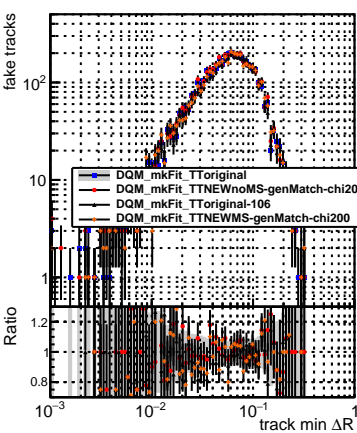 fake tracks
10²
10
1
DQM_mkFit_TToriginal
DQM_mkFit_TTNEWnoMS-genMatch-chi20
DQM_mkFit_TToriginal-106
DQM_mkFit_TTNEWMS-genMatch-chi200
Ratio
1.2
1
0.8
10⁻³ 10⁻² 10⁻¹ 1
track min ΔR